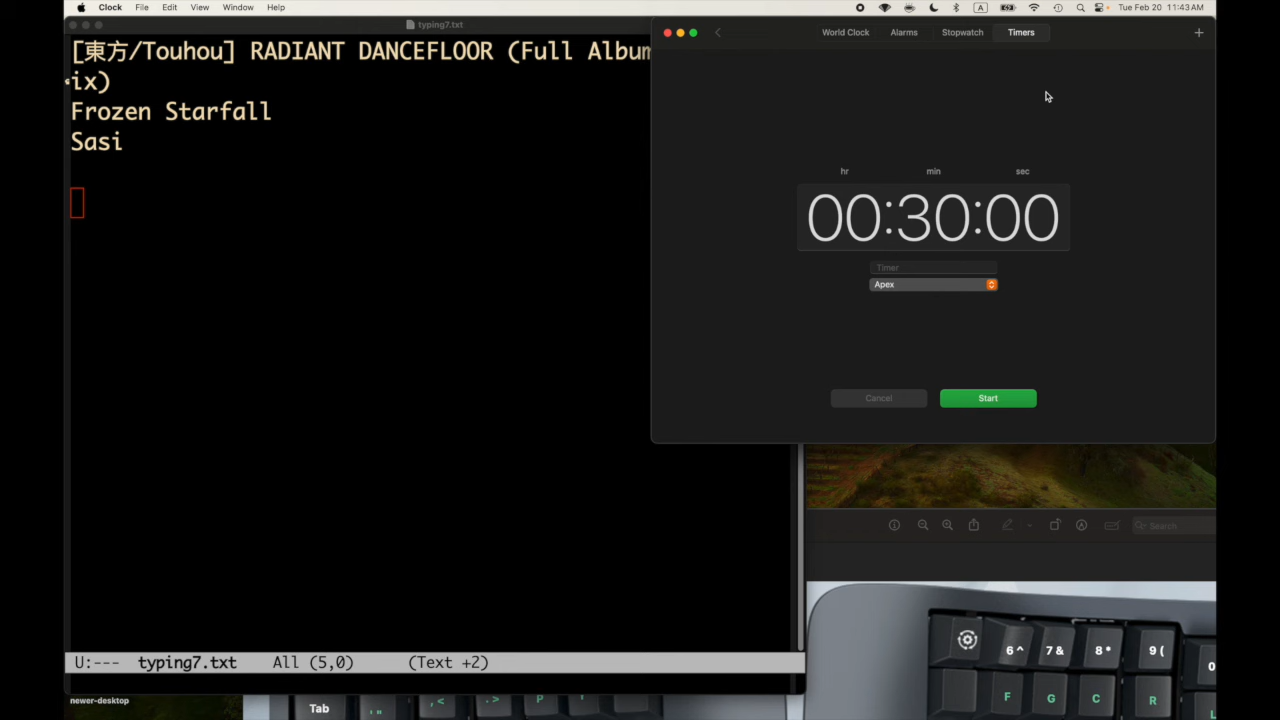 Clock File Edit View Window Help
A
Tue Feb 20 11:43 AM
typing7.txt
[東方/Touhou] RADIANT DANCEFLOOR (Full Album
ix)
Frozen Starfall
Sasi
World Clock Alarms Stopwatch Timers
hr min sec
00:30:00
Timer
Apex
Cancel Start
Search
U:--- typing7.txt All (5,0) (Text +2)
newer-desktop
6 ^ 7 & 8 * 9 ( 0
F G C R L
Tab " , , < . > P